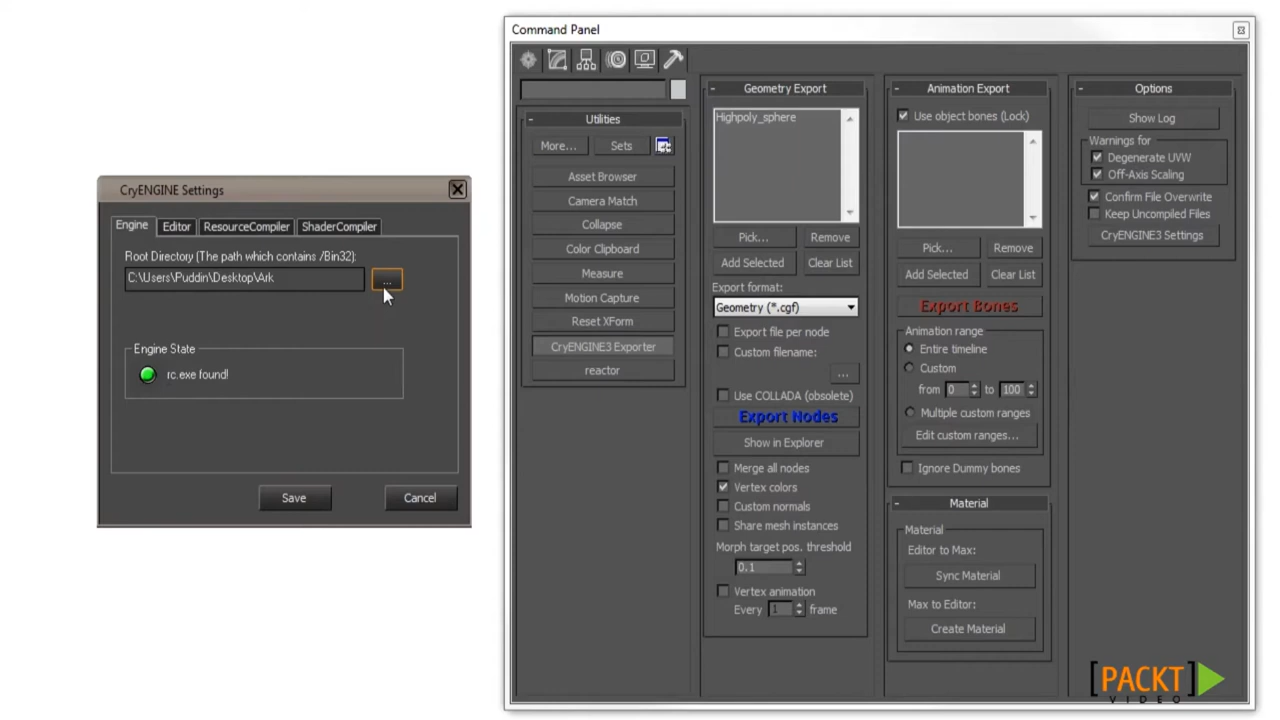 CryENGINE Settings
Engine
Editor
ResourceCompiler
ShaderCompiler
Root Directory (The path which contains /Bin32):
C:\Users\Puddin\Desktop\Ark
...
Engine State
rc.exe found!
Save
Cancel
Command Panel
Utilities
More...
Sets
Asset Browser
Camera Match
Collapse
Color Clipboard
Measure
Motion Capture
Reset XForm
CryENGINE3 Exporter
reactor
Geometry Export
Highpoly_sphere
Pick...
Remove
Add Selected
Clear List
Export format:
Geometry (*.cgf)
Export file per node
Custom filename:
...
Use COLLADA (obsolete)
Export Nodes
Show in Explorer
Merge all nodes
Vertex colors
Custom normals
Share mesh instances
Morph target pos. threshold
0.1
Vertex animation
Every 1 frame
Animation Export
Use object bones (Lock)
Pick...
Remove
Add Selected
Clear List
Export Bones
Animation range
Entire timeline
Custom
from 0 to 100
Multiple custom ranges
Edit custom ranges...
Ignore Dummy bones
Material
Material
Editor to Max:
Sync Material
Max to Editor:
Create Material
Options
Show Log
Warnings for
Degenerate UVW
Off-Axis Scaling
Confirm File Overwrite
Keep Uncompiled Files
CryENGINE3 Settings
[PACKT]
VIDEO